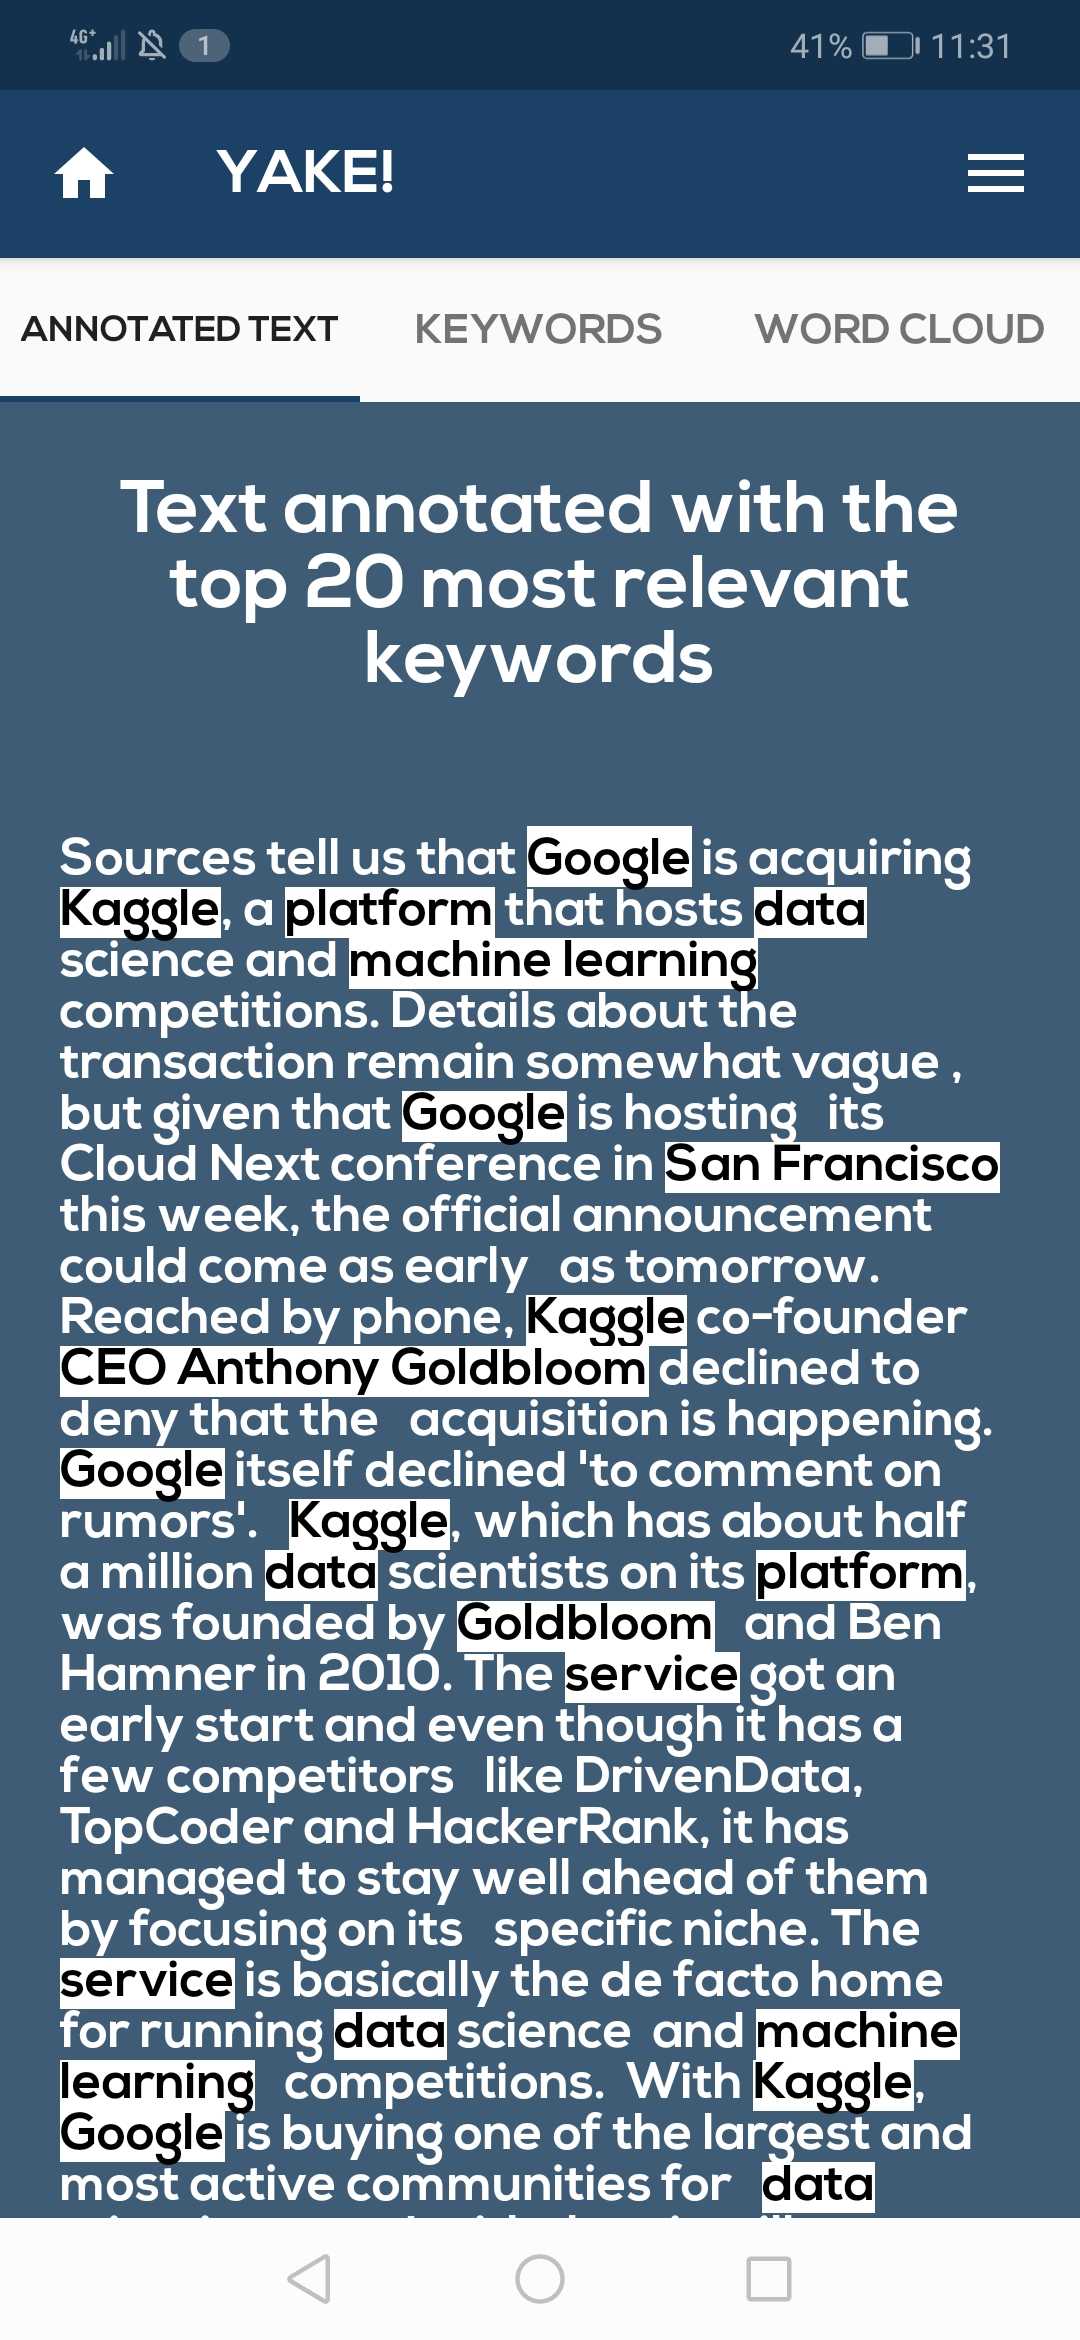 4G+ 1 41% 11:31
YAKE!
ANNOTATED TEXT KEYWORDS WORD CLOUD
Text annotated with the
top 20 most relevant
keywords
Sources tell us that Google is acquiring
Kaggle, a platform that hosts data
science and machine learning
competitions. Details about the
transaction remain somewhat vague ,
but given that Google is hosting   its
Cloud Next conference in San Francisco
this week, the official announcement
could come as early   as tomorrow.
Reached by phone, Kaggle co-founder
CEO Anthony Goldbloom declined to
deny that the   acquisition is happening.
Google itself declined 'to comment on
rumors'.   Kaggle, which has about half
a million data scientists on its platform,
was founded by Goldbloom   and Ben
Hamner in 2010. The service got an
early start and even though it has a
few competitors   like DrivenData,
TopCoder and HackerRank, it has
managed to stay well ahead of them
by focusing on its   specific niche. The
service is basically the de facto home
for running data science  and machine
learning   competitions.  With Kaggle,
Google is buying one of the largest and
most active communities for   data